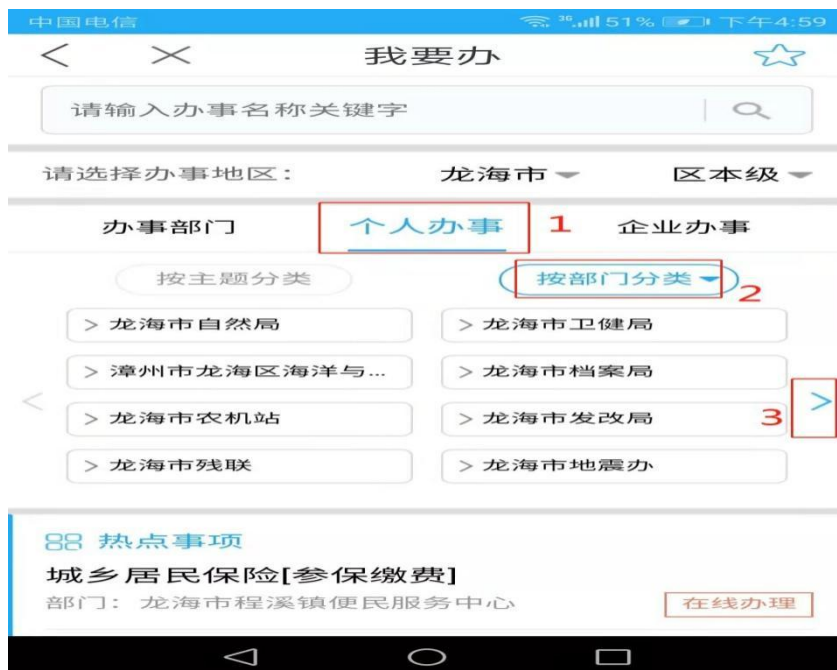 中国电信 36 51% 下午4:59
我要办
请输入办事名称关键字
请选择办事地区： 龙海市 区本级
办事部门 个人办事 1 企业办事
按主题分类 按部门分类 2
> 龙海市自然局 > 龙海市卫健局
> 漳州市龙海区海洋与... > 龙海市档案局
> 龙海市农机站 > 龙海市发改局 3
> 龙海市残联 > 龙海市地震办
热点事项
城乡居民保险[参保缴费]
部门： 龙海市程溪镇便民服务中心 在线办理